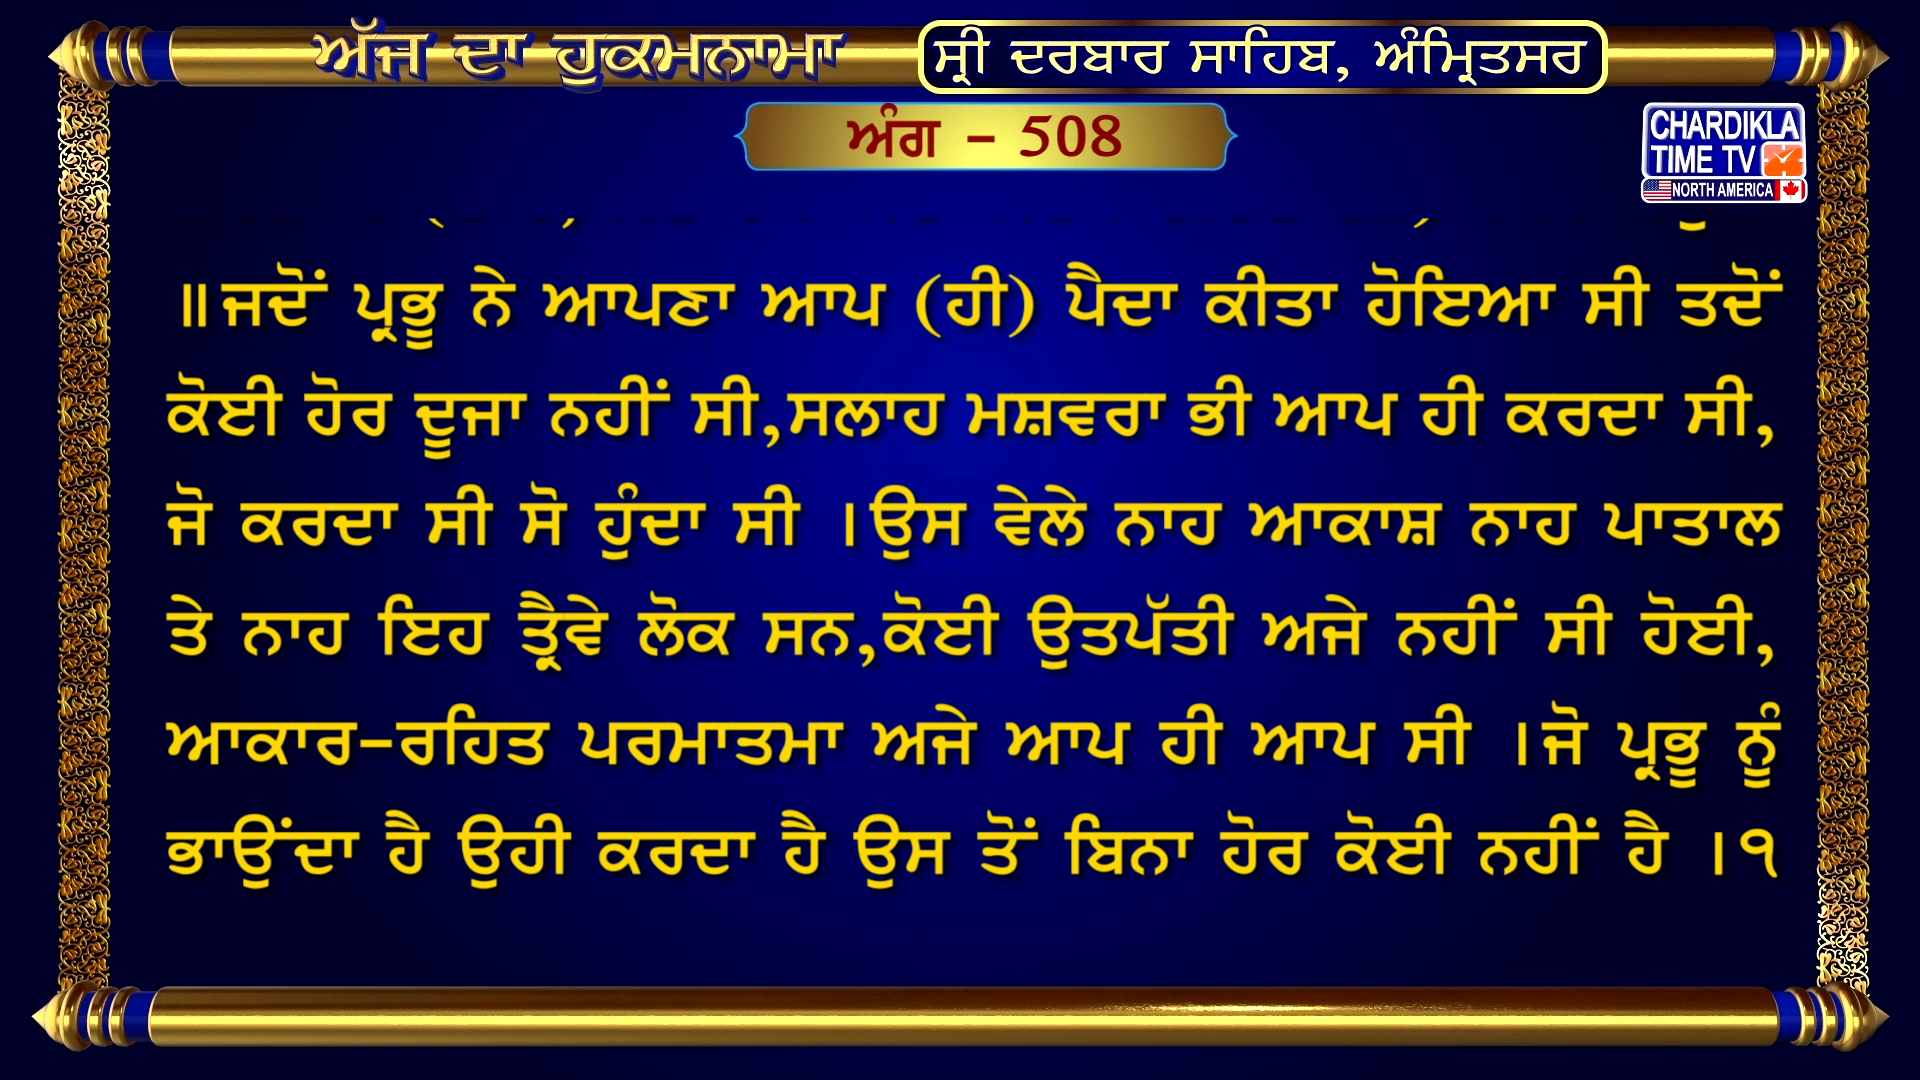 ਅੱਜ ਦਾ ਹੁਕਮਨਾਮਾ
ਸ੍ਰੀ ਦਰਬਾਰ ਸਾਹਿਬ, ਅੰਮ੍ਰਿਤਸਰ
ਅੰਗ - 508
CHARDIKLA
TIME TV
NORTH AMERICA
॥ਜਦੋਂ ਪ੍ਰਭੂ ਨੇ ਆਪਣਾ ਆਪ (ਹੀ) ਪੈਦਾ ਕੀਤਾ ਹੋਇਆ ਸੀ ਤਦੋਂ
ਕੋਈ ਹੋਰ ਦੂਜਾ ਨਹੀਂ ਸੀ,ਸਲਾਹ ਮਸ਼ਵਰਾ ਭੀ ਆਪ ਹੀ ਕਰਦਾ ਸੀ,
ਜੋ ਕਰਦਾ ਸੀ ਸੋ ਹੁੰਦਾ ਸੀ ।ਉਸ ਵੇਲੇ ਨਾਹ ਆਕਾਸ਼ ਨਾਹ ਪਾਤਾਲ
ਤੇ ਨਾਹ ਇਹ ਤ੍ਰੈਵੇ ਲੋਕ ਸਨ,ਕੋਈ ਉਤਪੱਤੀ ਅਜੇ ਨਹੀਂ ਸੀ ਹੋਈ,
ਆਕਾਰ-ਰਹਿਤ ਪਰਮਾਤਮਾ ਅਜੇ ਆਪ ਹੀ ਆਪ ਸੀ ।ਜੋ ਪ੍ਰਭੂ ਨੂੰ
ਭਾਉਂਦਾ ਹੈ ਉਹੀ ਕਰਦਾ ਹੈ ਉਸ ਤੋਂ ਬਿਨਾ ਹੋਰ ਕੋਈ ਨਹੀਂ ਹੈ ।੧